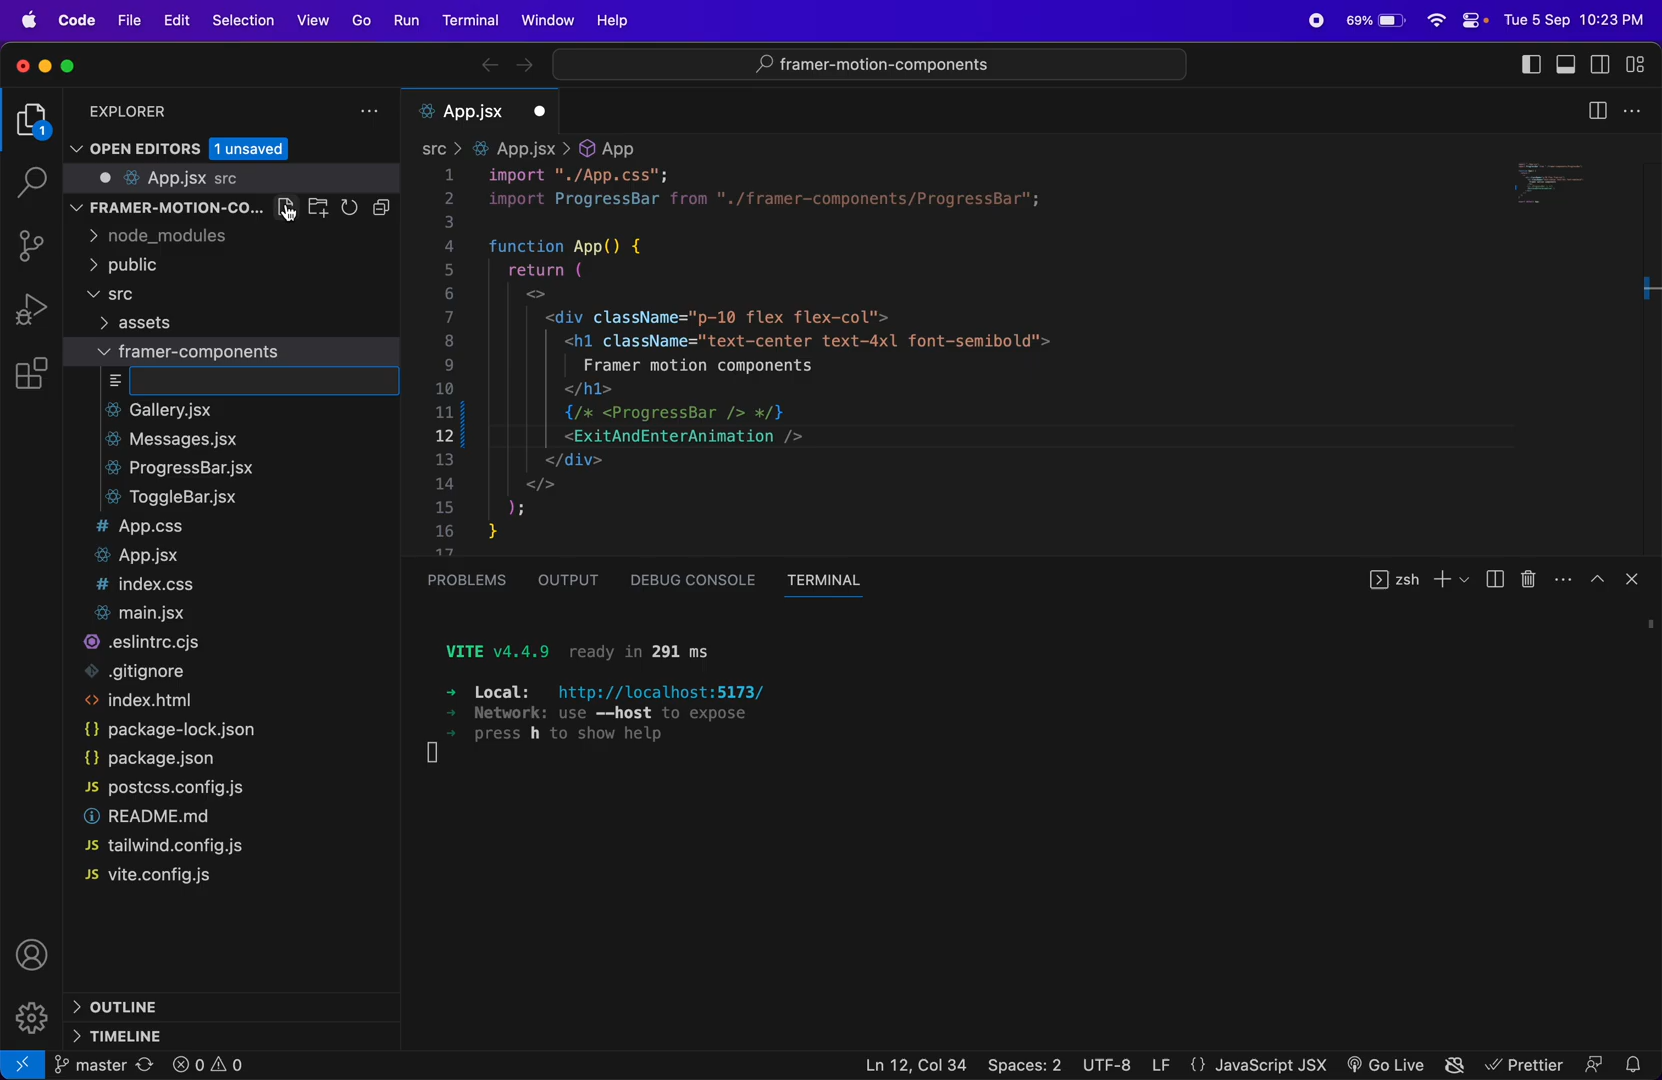 Code File Edit Selection View Go Run Terminal Window Help 69% Tue 5 Sep 10:23 PM
framer-motion-components
EXPLORER
OPEN EDITORS 1 unsaved
App.jsx src
FRAMER-MOTION-CO...
node_modules
public
src
assets
framer-components
Gallery.jsx
Messages.jsx
ProgressBar.jsx
ToggleBar.jsx
# App.css
App.jsx
# index.css
main.jsx
.eslintrc.cjs
.gitignore
<> index.html
{} package-lock.json
{} package.json
JS postcss.config.js
README.md
JS tailwind.config.js
JS vite.config.js
OUTLINE
TIMELINE
1
App.jsx
src > App.jsx > App
1 import "./App.css";
2 import ProgressBar from "./framer-components/ProgressBar";
3
4 function App() {
5 return (
6 <>
7 <div className="p-10 flex flex-col">
8 <h1 className="text-center text-4xl font-semibold">
9 Framer motion components
10 </h1>
11 {/* <ProgressBar /> */}
12 <ExitAndEnterAnimation />
13 </div>
14 </>
15 );
16 }
17
PROBLEMS OUTPUT DEBUG CONSOLE TERMINAL zsh
VITE v4.4.9 ready in 291 ms
➜ Local: http://localhost:5173/
➜ Network: use --host to expose
➜ press h to show help
master 0 0 Ln 12, Col 34 Spaces: 2 UTF-8 LF {} JavaScript JSX Go Live Prettier